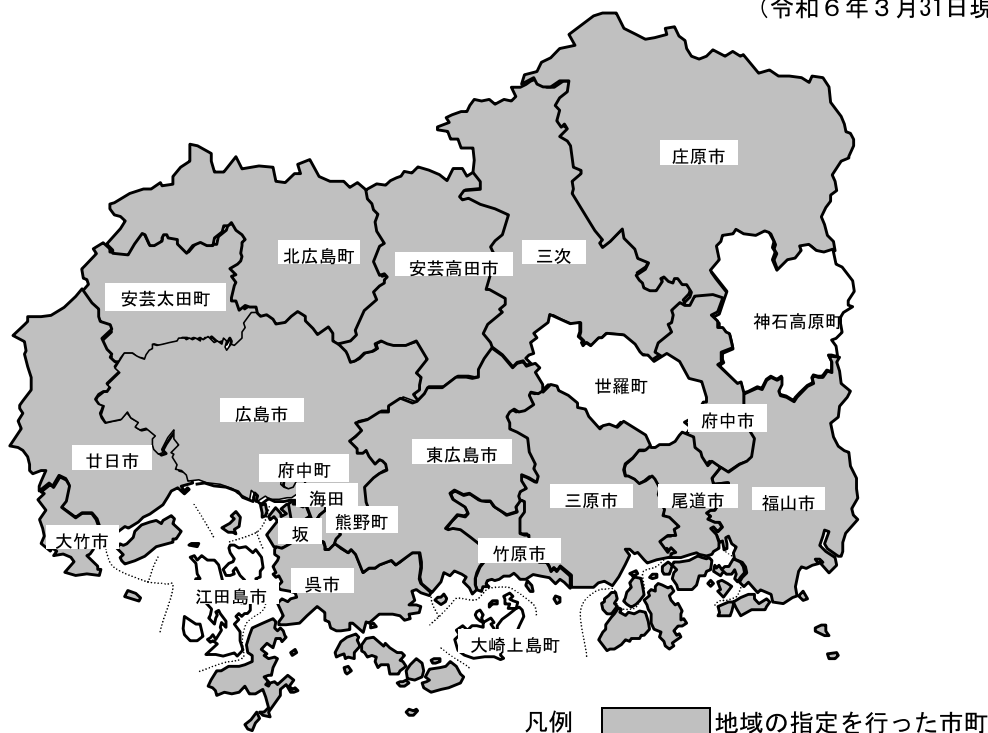 （令和６年３月31日現
庄原市
北広島町
安芸高田市
三次
安芸太田町
神石高原町
世羅町
広島市
府中市
廿日市
府中町
東広島市
海田
三原市
尾道市
福山市
熊野町
坂
大竹市
竹原市
呉市
江田島市
大崎上島町
凡例
地域の指定を行った市町